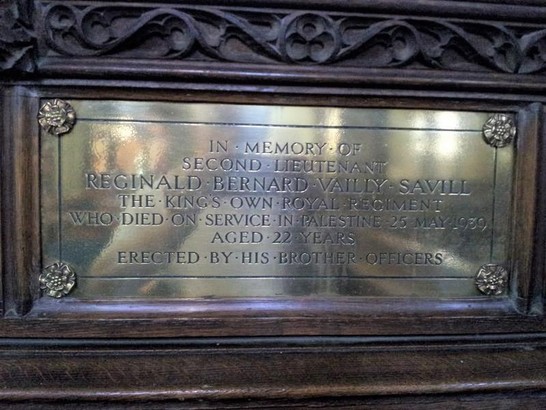 IN · MEMORY · OF
SECOND · LIEUTENANT
REGINALD · BERNARD · VAILLY · SAVILL
THE · KING'S · OWN · ROYAL · REGIMENT
WHO · DIED · ON · SERVICE · IN · PALESTINE · 25 · MAY · 1939
AGED · 22 · YEARS
ERECTED · BY · HIS · BROTHER · OFFICERS